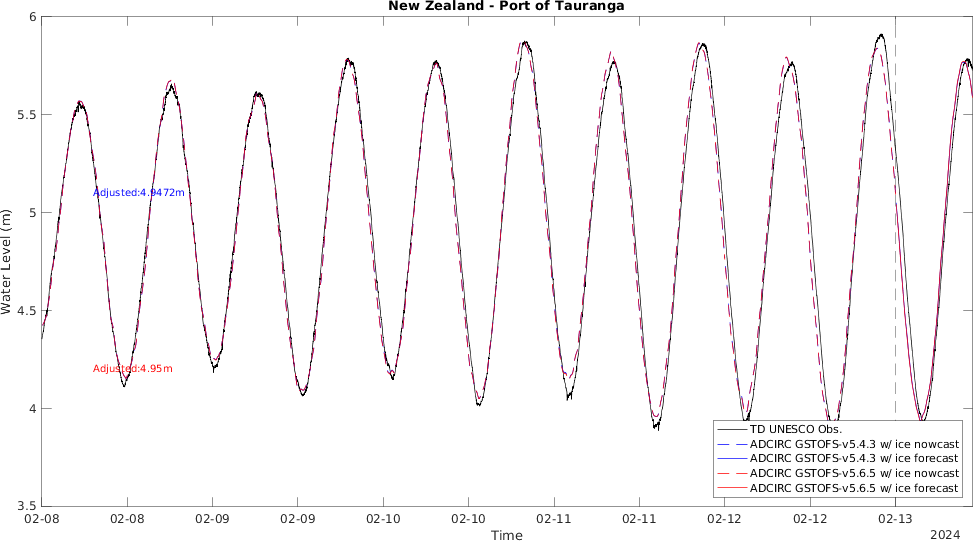 New Zealand - Port of Tauranga
Water Level (m)
6
5.5
5
4.5
4
3.5
Adjusted:4.9472m
Adjusted:4.95m
TD UNESCO Obs.
ADCIRC GSTOFS-v5.4.3 w/ ice nowcast
ADCIRC GSTOFS-v5.4.3 w/ ice forecast
ADCIRC GSTOFS-v5.6.5 w/ ice nowcast
ADCIRC GSTOFS-v5.6.5 w/ ice forecast
02-08 02-08 02-09 02-09 02-10 02-10 02-11 02-11 02-12 02-12 02-13
Time
2024